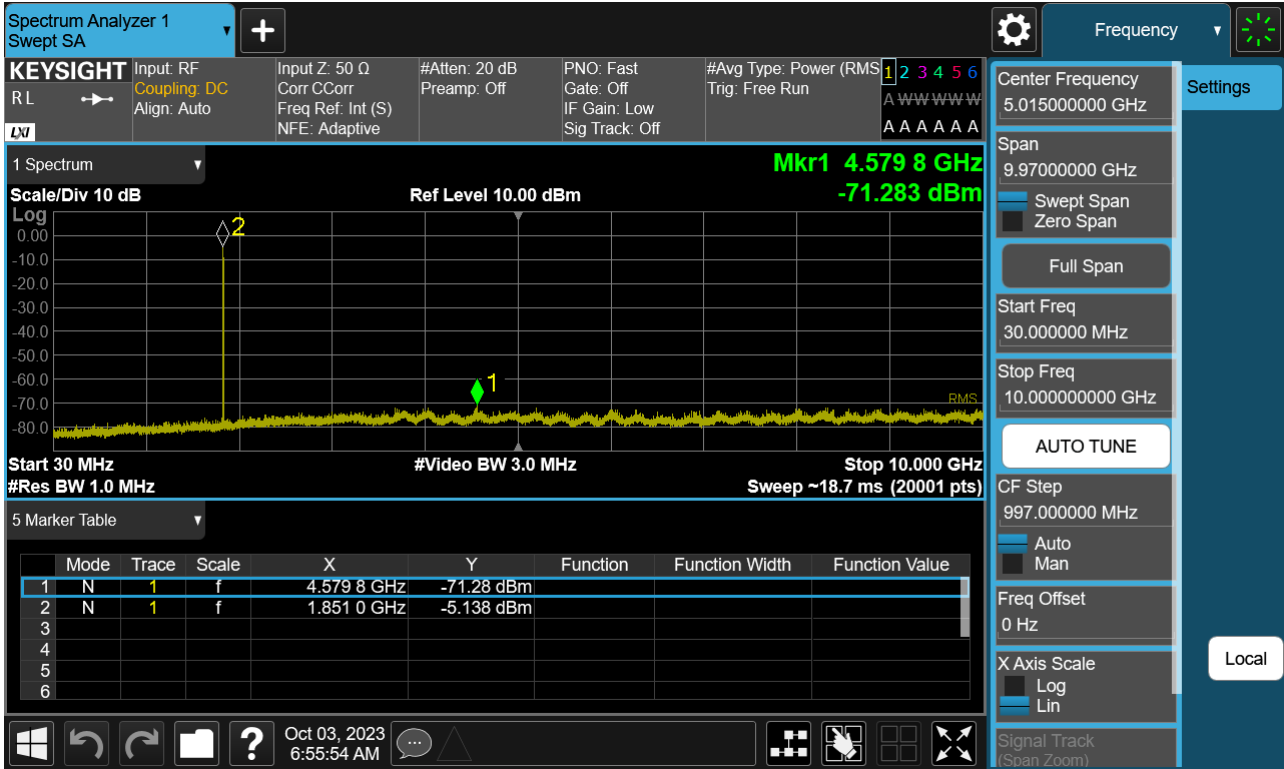 Spectrum Analyzer 1
Swept SA
+
Frequency
KEYSIGHT
R L
LXI
Input: RF
Coupling: DC
Align: Auto
Input Z: 50 Ω
Corr CCorr
Freq Ref: Int (S)
NFE: Adaptive
#Atten: 20 dB
Preamp: Off
PNO: Fast
Gate: Off
IF Gain: Low
Sig Track: Off
#Avg Type: Power (RMS
Trig: Free Run
1 2 3 4 5 6
A W W W W W
A A A A A A
1 Spectrum
Mkr1 4.579 8 GHz
-71.283 dBm
Scale/Div 10 dB
Ref Level 10.00 dBm
Log
0.00
-10.0
-20.0
-30.0
-40.0
-50.0
-60.0
-70.0
-80.0
2
1
RMS
Start 30 MHz
#Video BW 3.0 MHz
Stop 10.000 GHz
#Res BW 1.0 MHz
Sweep ~18.7 ms (20001 pts)
5 Marker Table
Mode Trace Scale X Y Function Function Width Function Value
1 N 1 f 4.579 8 GHz -71.28 dBm
2 N 1 f 1.851 0 GHz -5.138 dBm
3
4
5
6
?
Oct 03, 2023
6:55:54 AM
Center Frequency
5.015000000 GHz
Span
9.97000000 GHz
Swept Span
Zero Span
Full Span
Start Freq
30.000000 MHz
Stop Freq
10.000000000 GHz
AUTO TUNE
CF Step
997.000000 MHz
Auto
Man
Freq Offset
0 Hz
X Axis Scale
Log
Lin
Signal Track
(Span Zoom)
Settings
Local